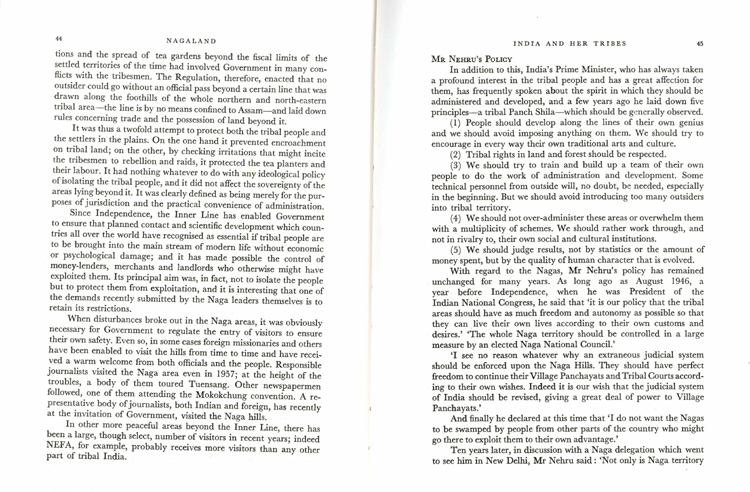 44 NAGALAND
tions and the spread of tea gardens beyond the fiscal limits of the
settled territories of the time had involved Government in many con-
flicts with the tribesmen. The Regulation, therefore, enacted that no
outsider could go without an official pass beyond a certain line that was
drawn along the foothills of the whole northern and north-eastern
tribal area—the line is by no means confined to Assam—and laid down
rules concerning trade and the possession of land beyond it.
It was thus a twofold attempt to protect both the tribal people and
the settlers in the plains. On the one hand it prevented encroachment
on tribal land; on the other, by checking irritations that might incite
the tribesmen to rebellion and raids, it protected the tea planters and
their labour. It had nothing whatever to do with any ideological policy
of isolating the tribal people, and it did not affect the sovereignty of the
areas lying beyond it. It was clearly defined as being merely for the pur-
poses of jurisdiction and the practical convenience of administration.
Since Independence, the Inner Line has enabled Government
to ensure that planned contact and scientific development which coun-
tries all over the world have recognised as essential if tribal people are
to be brought into the main stream of modern life without economic
or psychological damage; and it has made possible the control of
money-lenders, merchants and landlords who otherwise might have
exploited them. Its principal aim was, in fact, not to isolate the people
but to protect them from exploitation, and it is interesting that one of
the demands recently submitted by the Naga leaders themselves is to
retain its restrictions.
When disturbances broke out in the Naga areas, it was obviously
necessary for Government to regulate the entry of visitors to ensure
their own safety. Even so, in some cases foreign missionaries and others
have been enabled to visit the hills from time to time and have recei-
ved a warm welcome from both officials and the people. Responsible
journalists visited the Naga area even in 1957; at the height of the
troubles, a body of them toured Tuensang. Other newspapermen
followed, one of them attending the Mokokchung convention. A re-
presentative body of journalists, both Indian and foreign, has recently
at the invitation of Government, visited the Naga hills.
In other more peaceful areas beyond the Inner Line, there has
been a large, though select, number of visitors in recent years; indeed
NEFA, for example, probably receives more visitors than any other
part of tribal India.
INDIA AND HER TRIBES 45
MR NEHRU'S POLICY
In addition to this, India's Prime Minister, who has always taken
a profound interest in the tribal people and has a great affection for
them, has frequently spoken about the spirit in which they should be
administered and developed, and a few years ago he laid down five
principles—a tribal Panch Shila—which should be generally observed.
(1) People should develop along the lines of their own genius
and we should avoid imposing anything on them. We should try to
encourage in every way their own traditional arts and culture.
(2) Tribal rights in land and forest should be respected.
(3) We should try to train and build up a team of their own
people to do the work of administration and development. Some
technical personnel from outside will, no doubt, be needed, especially
in the beginning. But we should avoid introducing too many outsiders
into tribal territory.
(4) We should not over-administer these areas or overwhelm them
with a multiplicity of schemes. We should rather work through, and
not in rivalry to, their own social and cultural institutions.
(5) We should judge results, not by statistics or the amount of
money spent, but by the quality of human character that is evolved.
With regard to the Nagas, Mr Nehru's policy has remained
unchanged for many years. As long ago as August 1946, a
year before Independence, when he was President of the
Indian National Congress, he said that 'it is our policy that the tribal
areas should have as much freedom and autonomy as possible so that
they can live their own lives according to their own customs and
desires.' 'The whole Naga territory should be controlled in a large
measure by an elected Naga National Council.'
'I see no reason whatever why an extraneous judicial system
should be enforced upon the Naga Hills. They should have perfect
freedom to continue their Village Panchayats and Tribal Courts accord-
ing to their own wishes. Indeed it is our wish that the judicial system
of India should be revised, giving a great deal of power to Village
Panchayats.'
And finally he declared at this time that 'I do not want the Nagas
to be swamped by people from other parts of the country who might
go there to exploit them to their own advantage.'
Ten years later, in discussion with a Naga delegation which went
to see him in New Delhi, Mr Nehru said: 'Not only is Naga territory